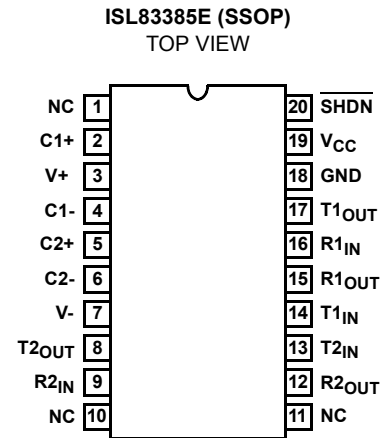 ISL83385E (SSOP)
TOP VIEW
NC 1 20 SHDN
C1+ 2 19 VCC
V+ 3 18 GND
C1- 4 17 T1OUT
C2+ 5 16 R1IN
C2- 6 15 R1OUT
V- 7 14 T1IN
T2OUT 8 13 T2IN
R2IN 9 12 R2OUT
NC 10 11 NC